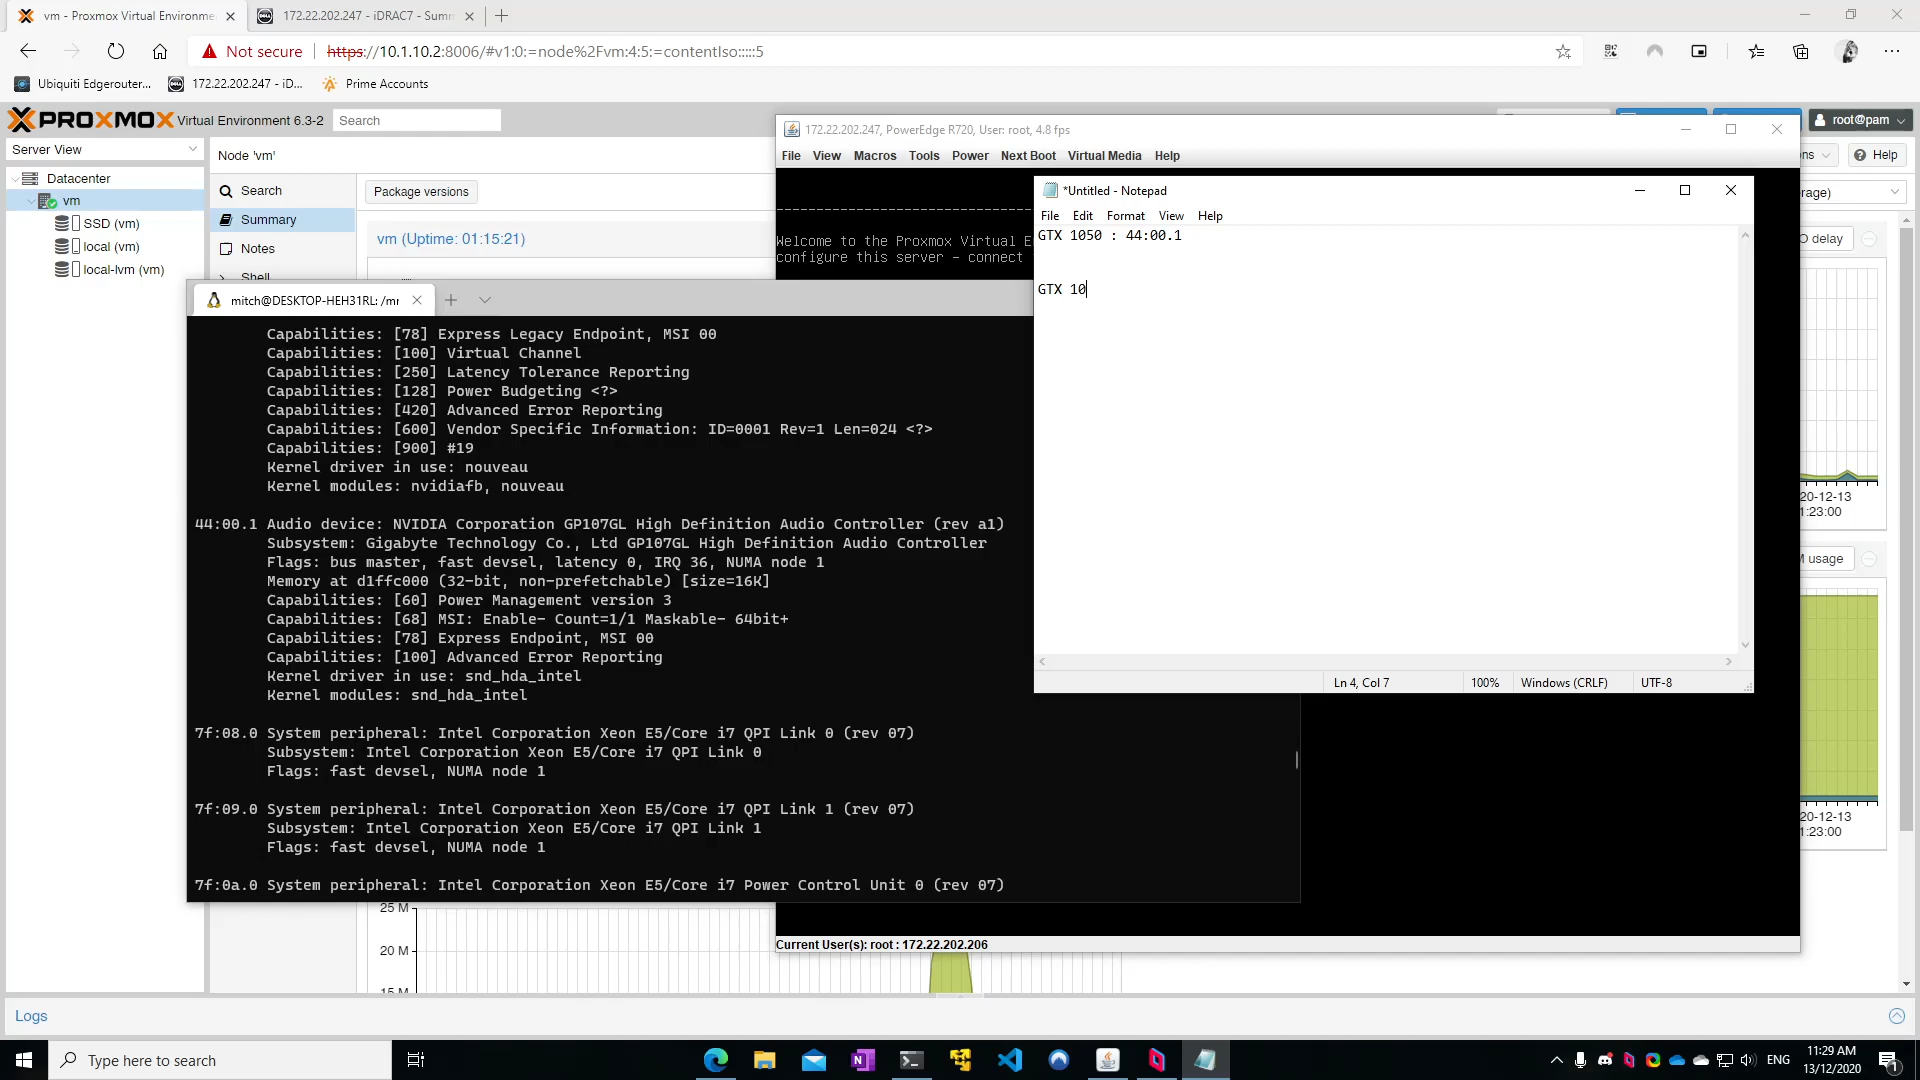 vm - Proxmox Virtual Environme
172.22.202.247 - iDRAC7 - Summ
Not secure
https://10.1.10.2:8006/#v1:0:=node%2Fvm:4:5:=contentIso:::::5
Ubiquiti Edgerouter...
172.22.202.247 - iD...
Prime Accounts
PROXMOX Virtual Environment 6.3-2
Search
root@pam
Server View
Datacenter
vm
SSD (vm)
local (vm)
local-lvm (vm)
Node 'vm'
Search
Summary
Notes
Shell
Package versions
Help
vm (Uptime: 01:15:21)
172.22.202.247, PowerEdge R720, User: root, 4.8 fps
File View Macros Tools Power Next Boot Virtual Media Help
Welcome to the Proxmox Virtual E
configure this server - connect
*Untitled - Notepad
File Edit Format View Help
GTX 1050 : 44:00.1
GTX 10
Ln 4, Col 7
100%
Windows (CRLF)
UTF-8
mitch@DESKTOP-HEH31RL: /mr
Capabilities: [78] Express Legacy Endpoint, MSI 00
Capabilities: [100] Virtual Channel
Capabilities: [250] Latency Tolerance Reporting
Capabilities: [128] Power Budgeting <?>
Capabilities: [420] Advanced Error Reporting
Capabilities: [600] Vendor Specific Information: ID=0001 Rev=1 Len=024 <?>
Capabilities: [900] #19
Kernel driver in use: nouveau
Kernel modules: nvidiafb, nouveau
44:00.1 Audio device: NVIDIA Corporation GP107GL High Definition Audio Controller (rev a1)
Subsystem: Gigabyte Technology Co., Ltd GP107GL High Definition Audio Controller
Flags: bus master, fast devsel, latency 0, IRQ 36, NUMA node 1
Memory at d1ffc000 (32-bit, non-prefetchable) [size=16K]
Capabilities: [60] Power Management version 3
Capabilities: [68] MSI: Enable- Count=1/1 Maskable- 64bit+
Capabilities: [78] Express Endpoint, MSI 00
Capabilities: [100] Advanced Error Reporting
Kernel driver in use: snd_hda_intel
Kernel modules: snd_hda_intel
7f:08.0 System peripheral: Intel Corporation Xeon E5/Core i7 QPI Link 0 (rev 07)
Subsystem: Intel Corporation Xeon E5/Core i7 QPI Link 0
Flags: fast devsel, NUMA node 1
7f:09.0 System peripheral: Intel Corporation Xeon E5/Core i7 QPI Link 1 (rev 07)
Subsystem: Intel Corporation Xeon E5/Core i7 QPI Link 1
Flags: fast devsel, NUMA node 1
7f:0a.0 System peripheral: Intel Corporation Xeon E5/Core i7 Power Control Unit 0 (rev 07)
ns
rage)
O delay
20-12-13
1:23:00
M usage
20-12-13
1:23:00
25 M
20 M
15 M
Current User(s): root : 172.22.202.206
Logs
Type here to search
ENG
11:29 AM
13/12/2020
1